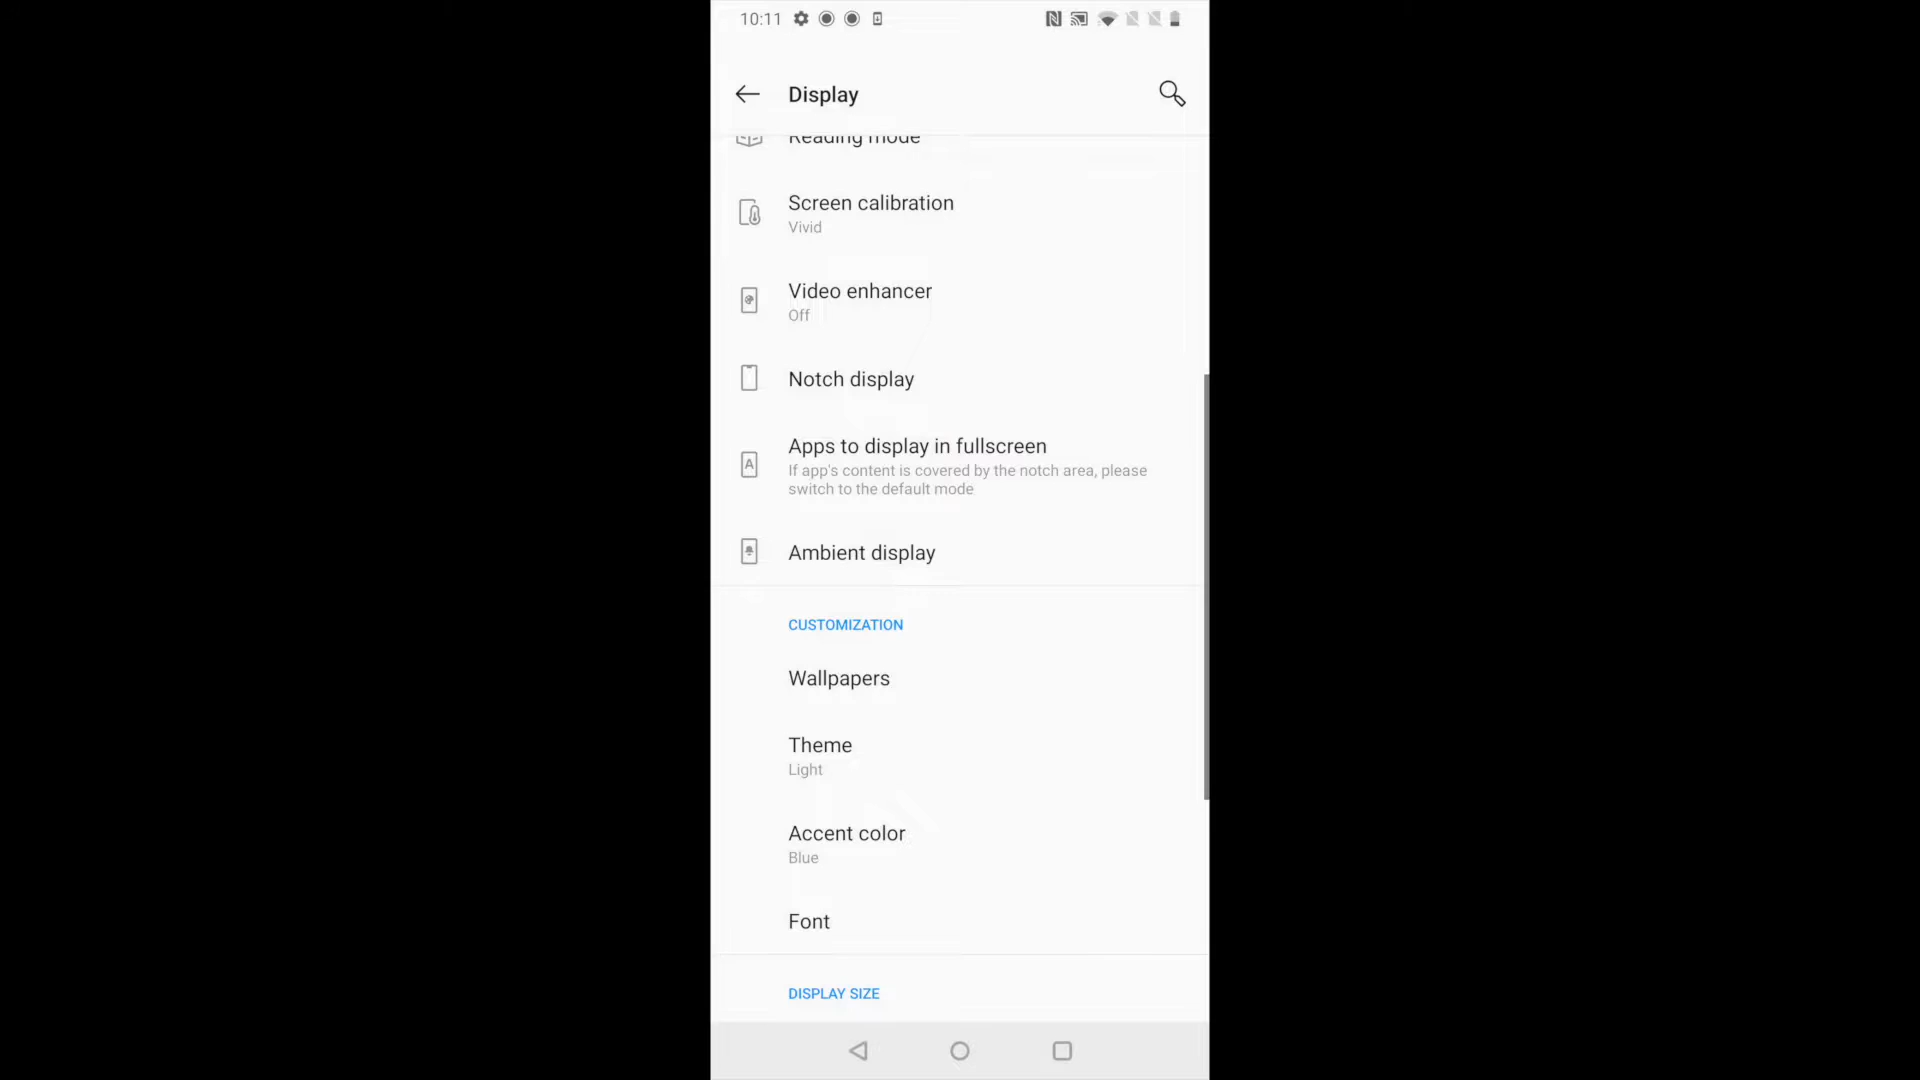 10:11
Display
Reading mode
Screen calibration
Vivid
Video enhancer
Off
Notch display
A
Apps to display in fullscreen
If app's content is covered by the notch area, please
switch to the default mode
Ambient display
CUSTOMIZATION
Wallpapers
Theme
Light
Accent color
Blue
Font
DISPLAY SIZE